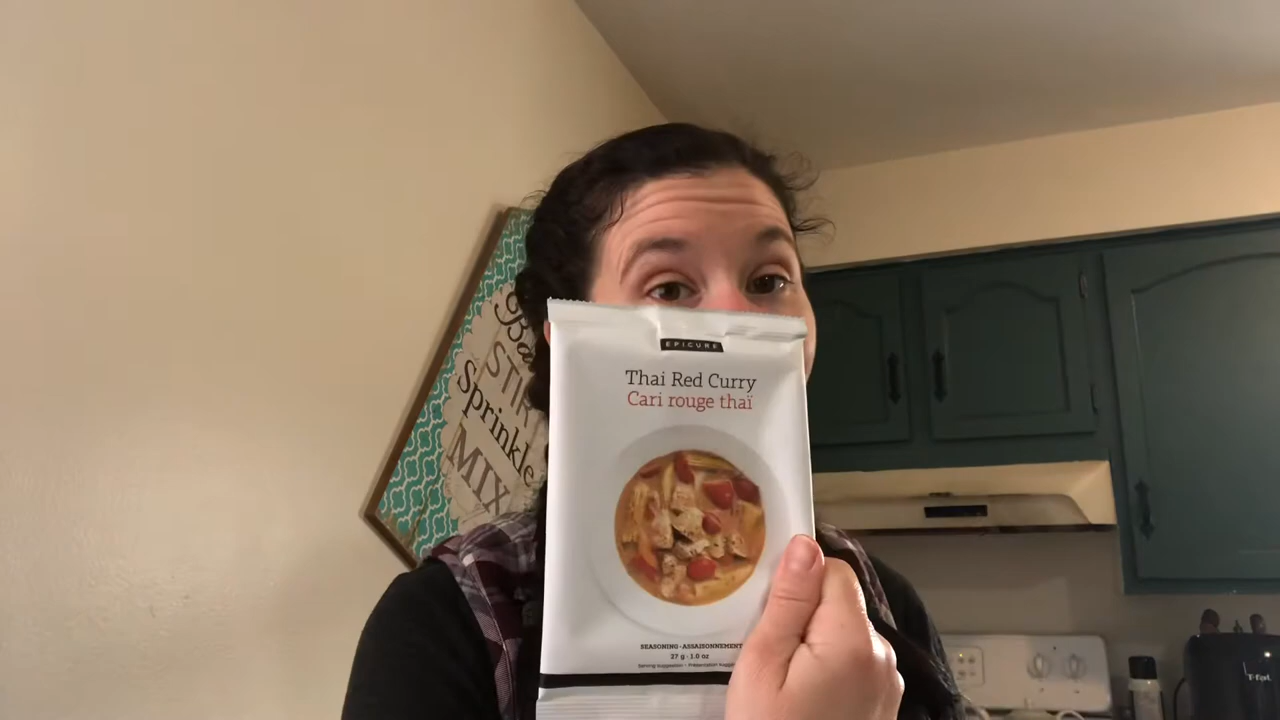 EPICURE
Thai Red Curry
Cari rouge thaï
SEASONING · ASSAISONNEMENT
27 g · 1.0 oz
STIR
Sprinkle
MIX
T-fal